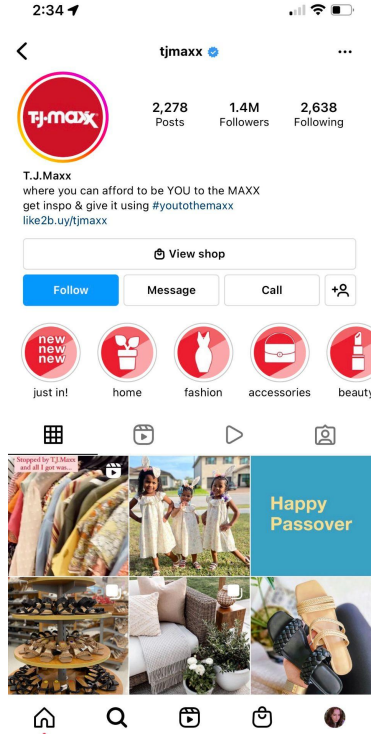 2:34
tjmaxx
T.J.maxx
2,278 1.4M 2,638
Posts Followers Following
T.J.Maxx
where you can afford to be YOU to the MAXX
get inspo & give it using #youtothemaxx
like2b.uy/tjmaxx
View shop
Follow Message Call
new
new
new
just in! home fashion accessories beauty
Stopped by T.J.Maxx
and all I got was...
Happy
Passover